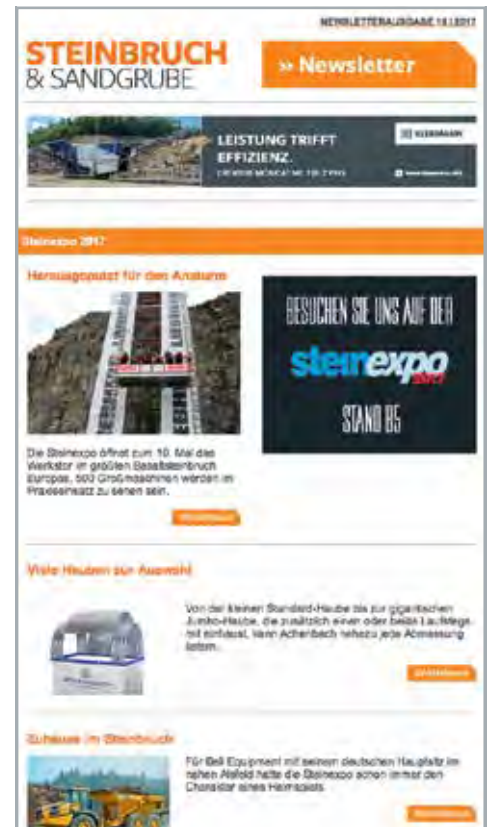 NEWSLETTERAUSGABE
STEINBRUCH
& SANDGRUBE
» Newsletter
LEISTUNG TRIFFT
EFFIZIENZ.
KLEEMANN
Steinexpo 2017
Herausgeputzt für den Ansturm
BESUCHEN SIE UNS AUF DER
steinexpo
2017
STAND B5
Die Steinexpo öffnet zum 10. Mal das
Werkstor im größten Basaltsteinbruch
Europas, 500 Großmaschinen werden im
Praxiseinsatz zu sehen sein.
Viele Hauben zur Auswahl
Von der kleinen Standard-Haube bis zur gigantischen
Jumbo-Haube, die zusätzlich einen oder beide Laufstege
mit einhaust, kann Achenbach nahezu jede Abmessung
liefern.
Zuhause im Steinbruch
Für Bell Equipment mit seinem deutschen Hauptsitz im
nahen Alsfeld hatte die Steinexpo schon immer den
Charakter eines Heimspiels.